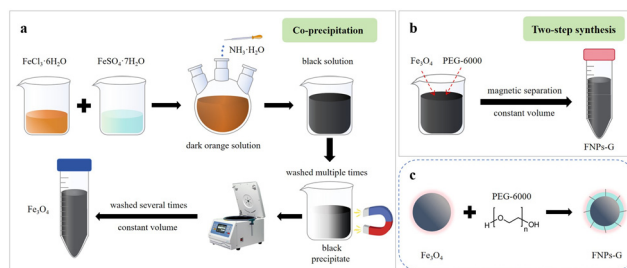 a
Co-precipitation
FeCl₃·6H₂O
FeSO₄·7H₂O
NH₃·H₂O
black solution
dark orange solution
washed multiple times
Fe₃O₄
washed several times
constant volume
black
precipitate
b
Two-step synthesis
Fe₃O₄
PEG-6000
magnetic separation
constant volume
FNPs-G
c
PEG-6000
H
O
n
OH
Fe₃O₄
FNPs-G